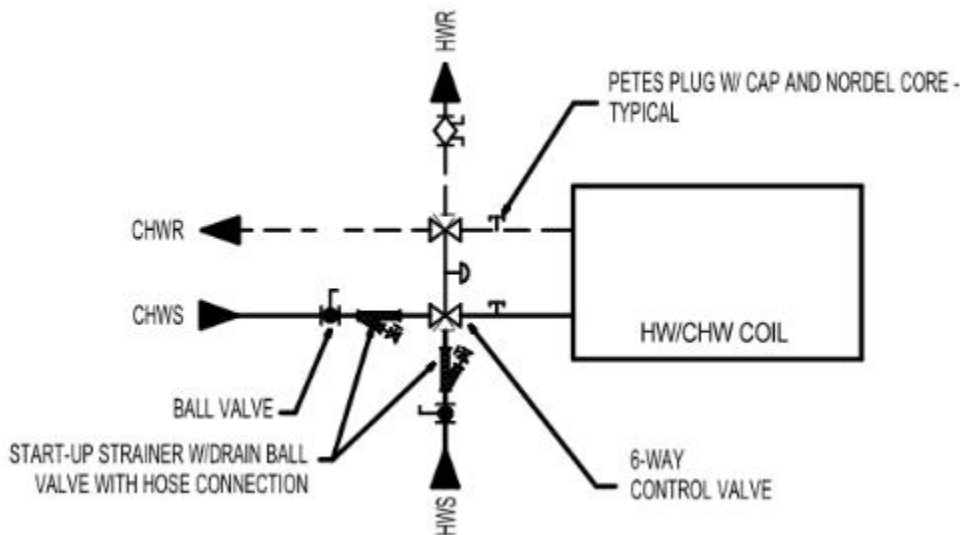 HWR
PETES PLUG W/ CAP AND NORDEL CORE -
TYPICAL
CHWR
CHWS
HW/CHW COIL
BALL VALVE
START-UP STRAINER W/DRAIN BALL
VALVE WITH HOSE CONNECTION
6-WAY
CONTROL VALVE
HWS